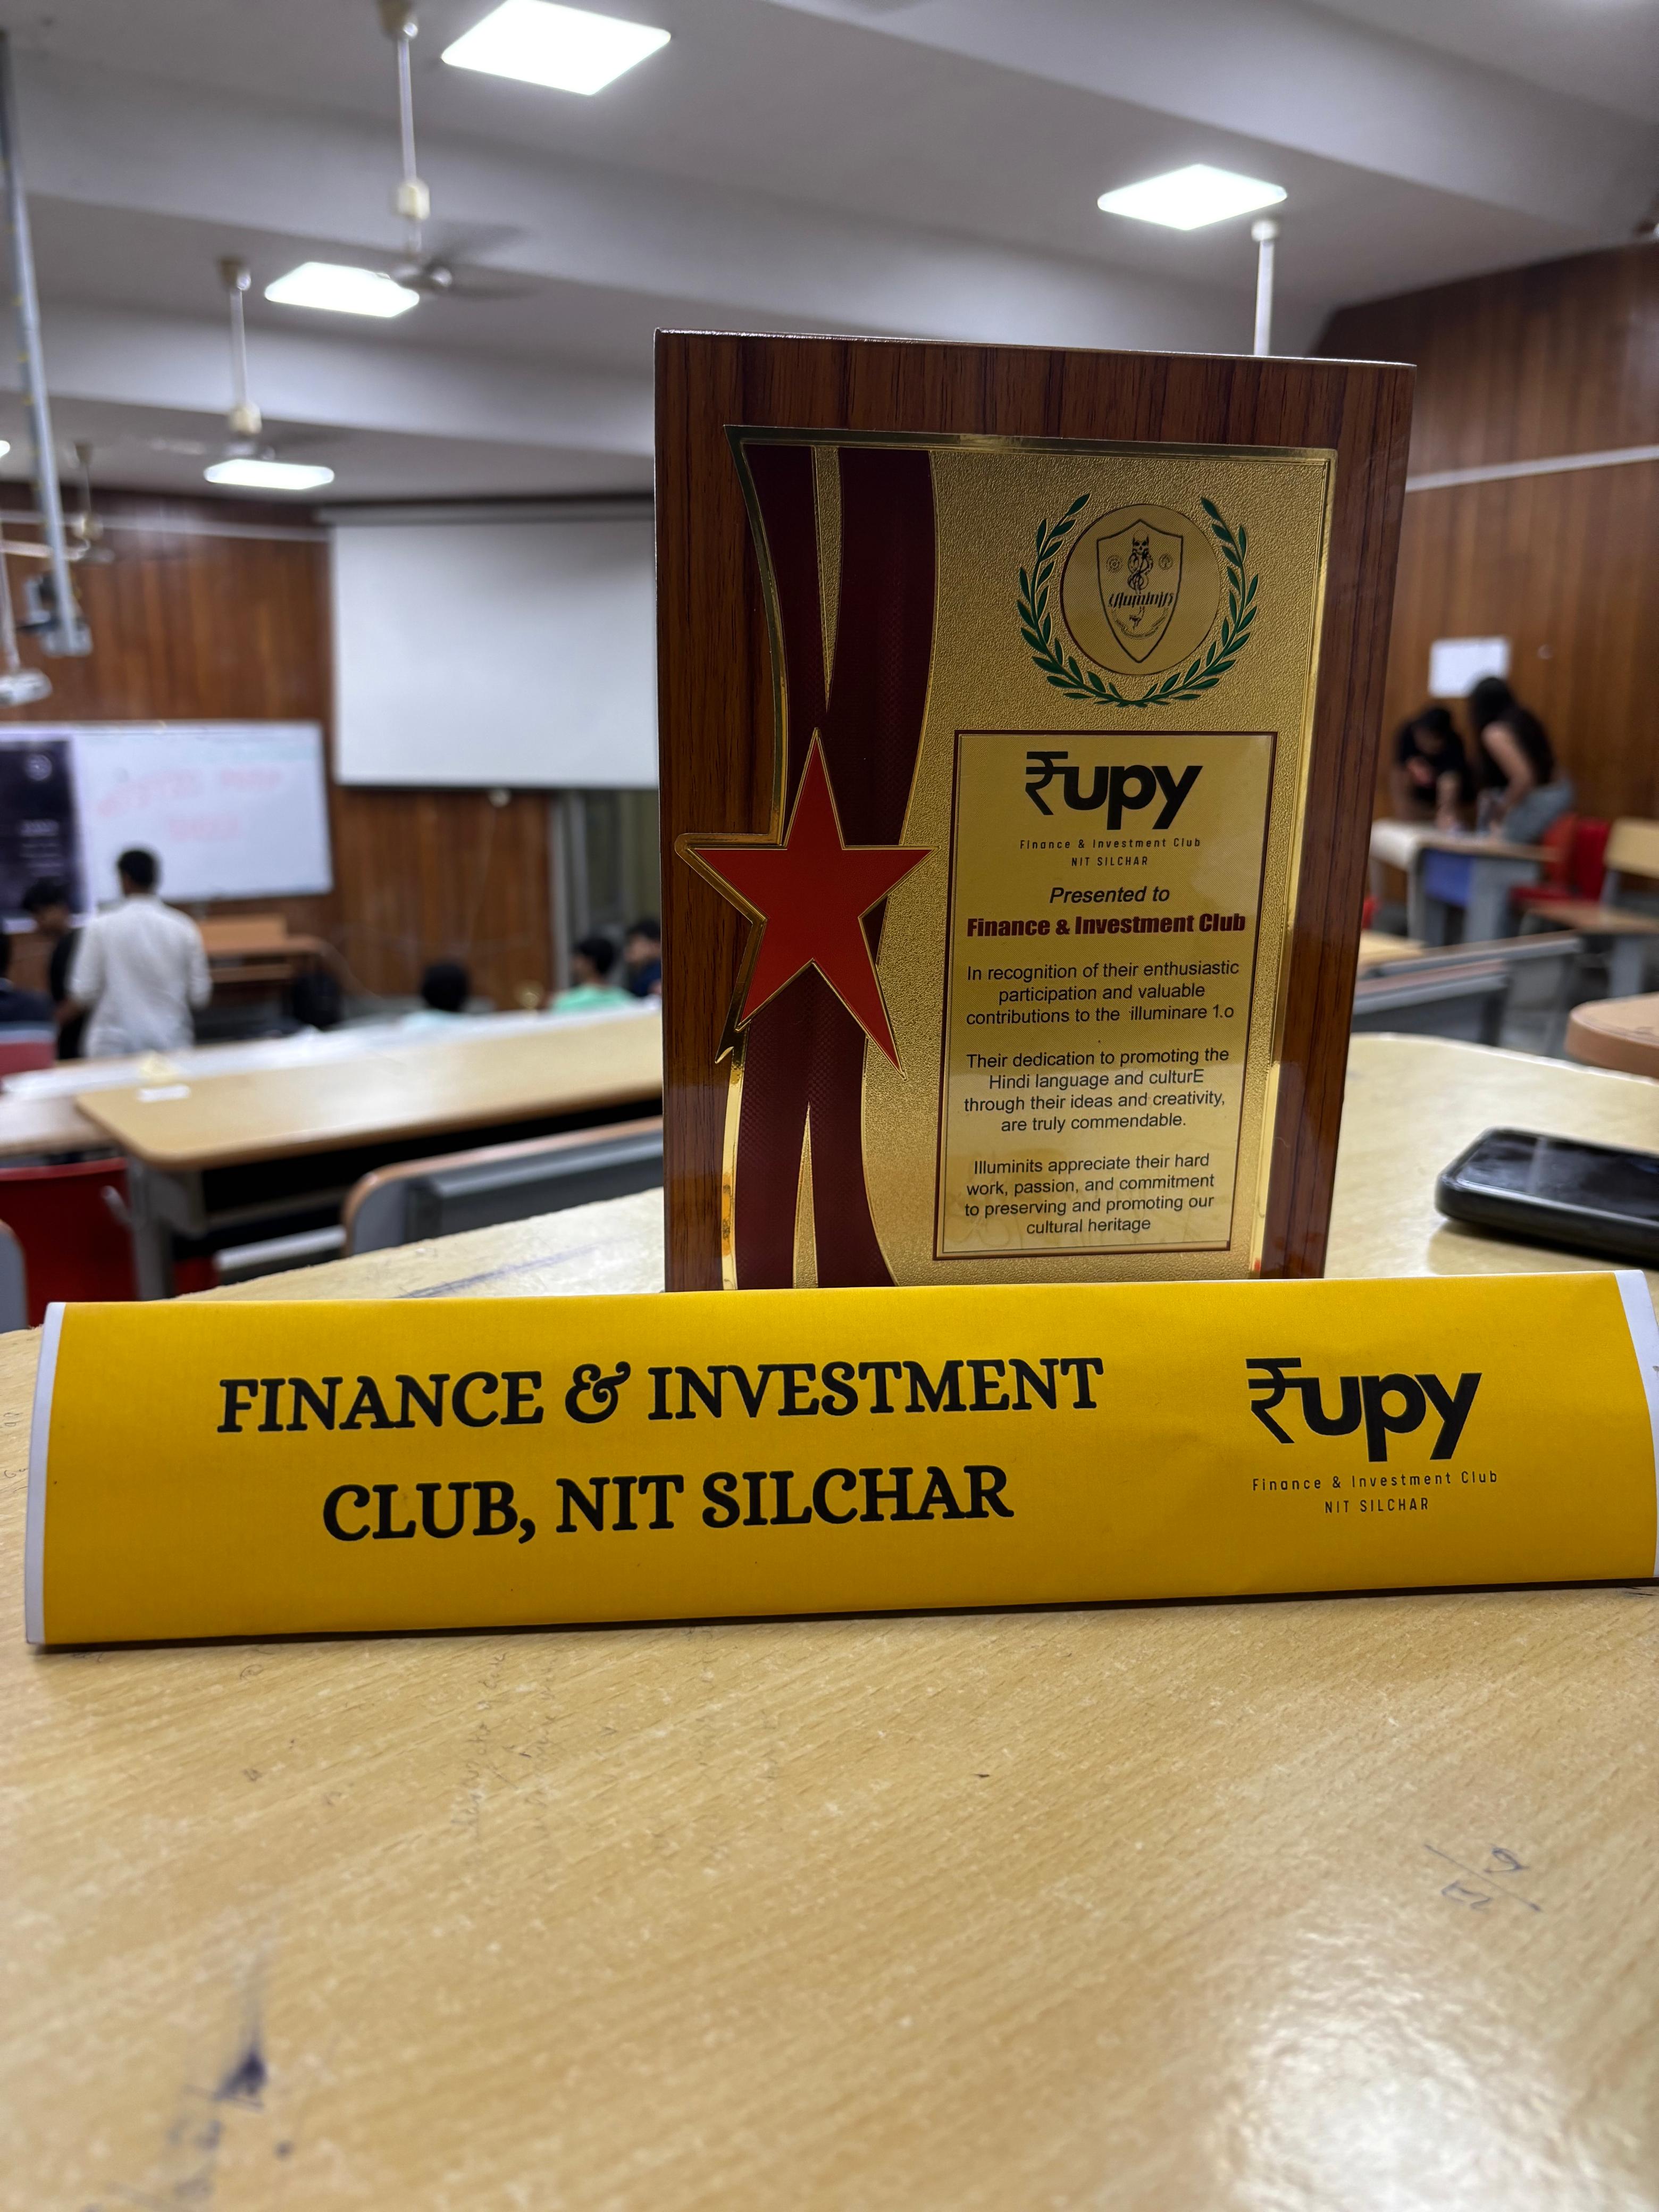 illuminits
₹upy
Finance & Investment Club
NIT SILCHAR
Presented to
Finance & Investment Club
In recognition of their enthusiastic
participation and valuable
contributions to the illuminare 1.o
Their dedication to promoting the
Hindi language and culturE
through their ideas and creativity,
are truly commendable.
Illuminits appreciate their hard
work, passion, and commitment
to preserving and promoting our
cultural heritage
FINANCE & INVESTMENT
CLUB, NIT SILCHAR
₹upy
Finance & Investment Club
NIT SILCHAR